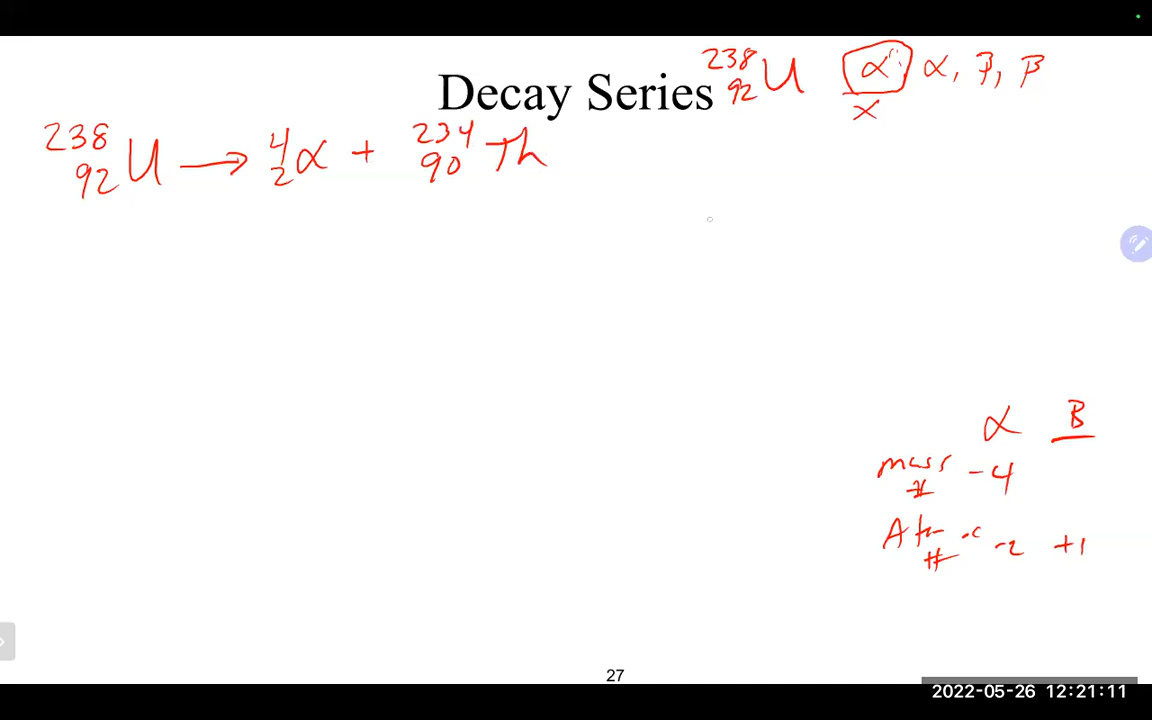 Decay Series
238
92 U α α, β, β
x
238
92 U → 4
2 α + 234
90 Th
α B
mass
# -4
Atomic
# -2 +1
27
2022-05-26 12:21:11